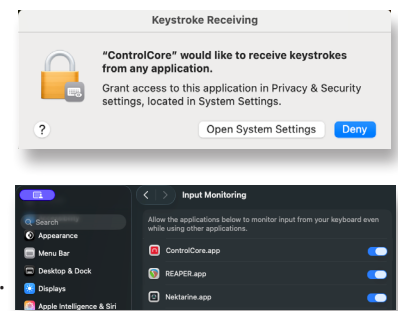 Keystroke Receiving
“ControlCore” would like to receive keystrokes
from any application.
Grant access to this application in Privacy & Security
settings, located in System Settings.
?
Open System Settings
Deny
Input Monitoring
Search
Appearance
Menu Bar
Desktop & Dock
Displays
Apple Intelligence & Siri
Allow the applications below to monitor input from your keyboard even
while using other applications.
ControlCore.app
REAPER.app
Nektarine.app